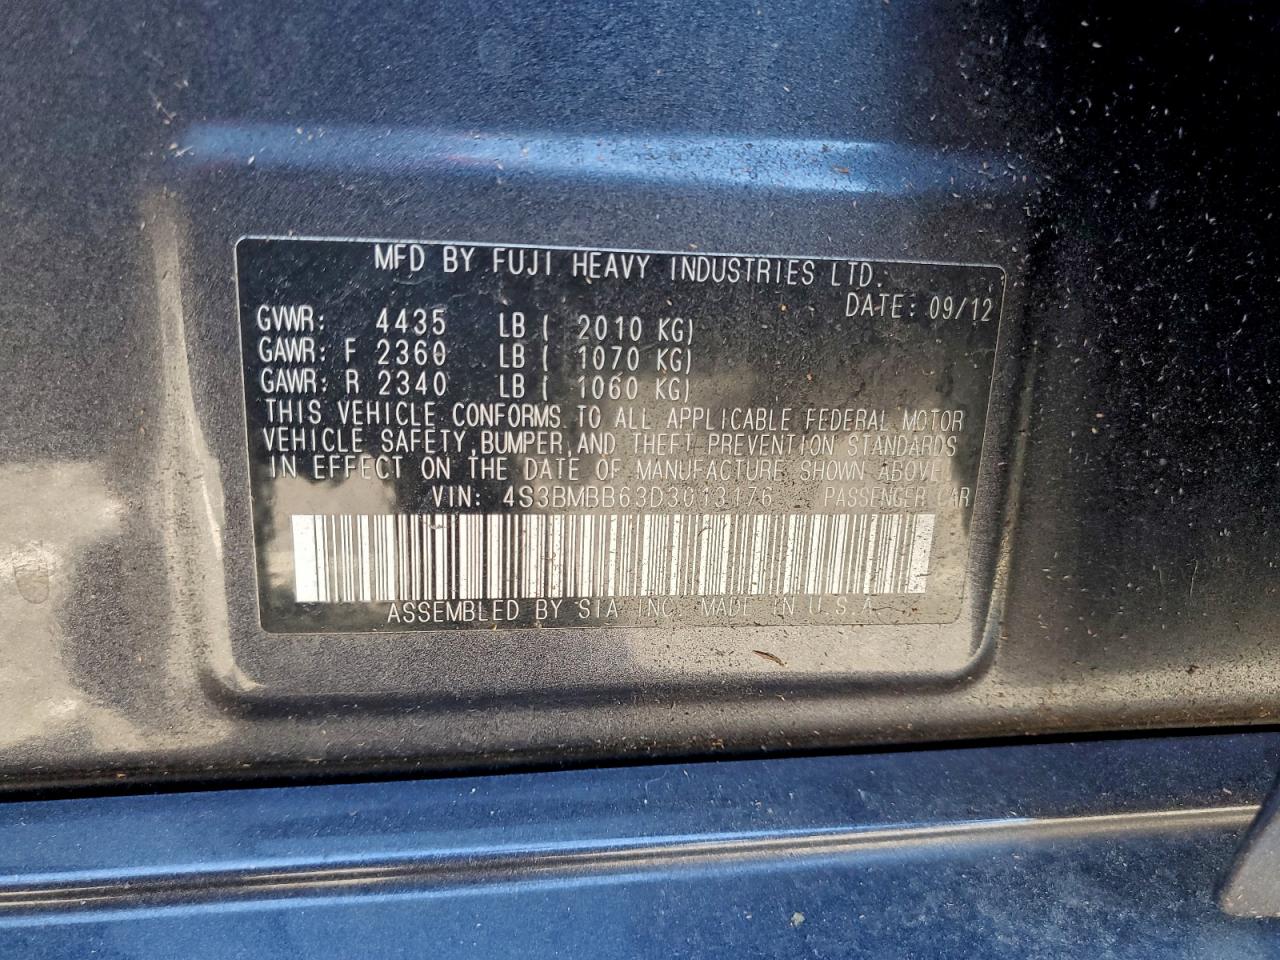 MFD BY FUJI HEAVY INDUSTRIES LTD.
DATE: 09/12
GVWR: 4435 LB ( 2010 KG)
GAWR: F 2360 LB ( 1070 KG)
GAWR: R 2340 LB ( 1060 KG)
THIS VEHICLE CONFORMS TO ALL APPLICABLE FEDERAL MOTOR
VEHICLE SAFETY,BUMPER,AND THEFT PREVENTION STANDARDS
IN EFFECT ON THE DATE OF MANUFACTURE SHOWN ABOVE
VIN: 4S3BMBB63D3013176 PASSENGER CAR
ASSEMBLED BY SIA INC. MADE IN U.S.A